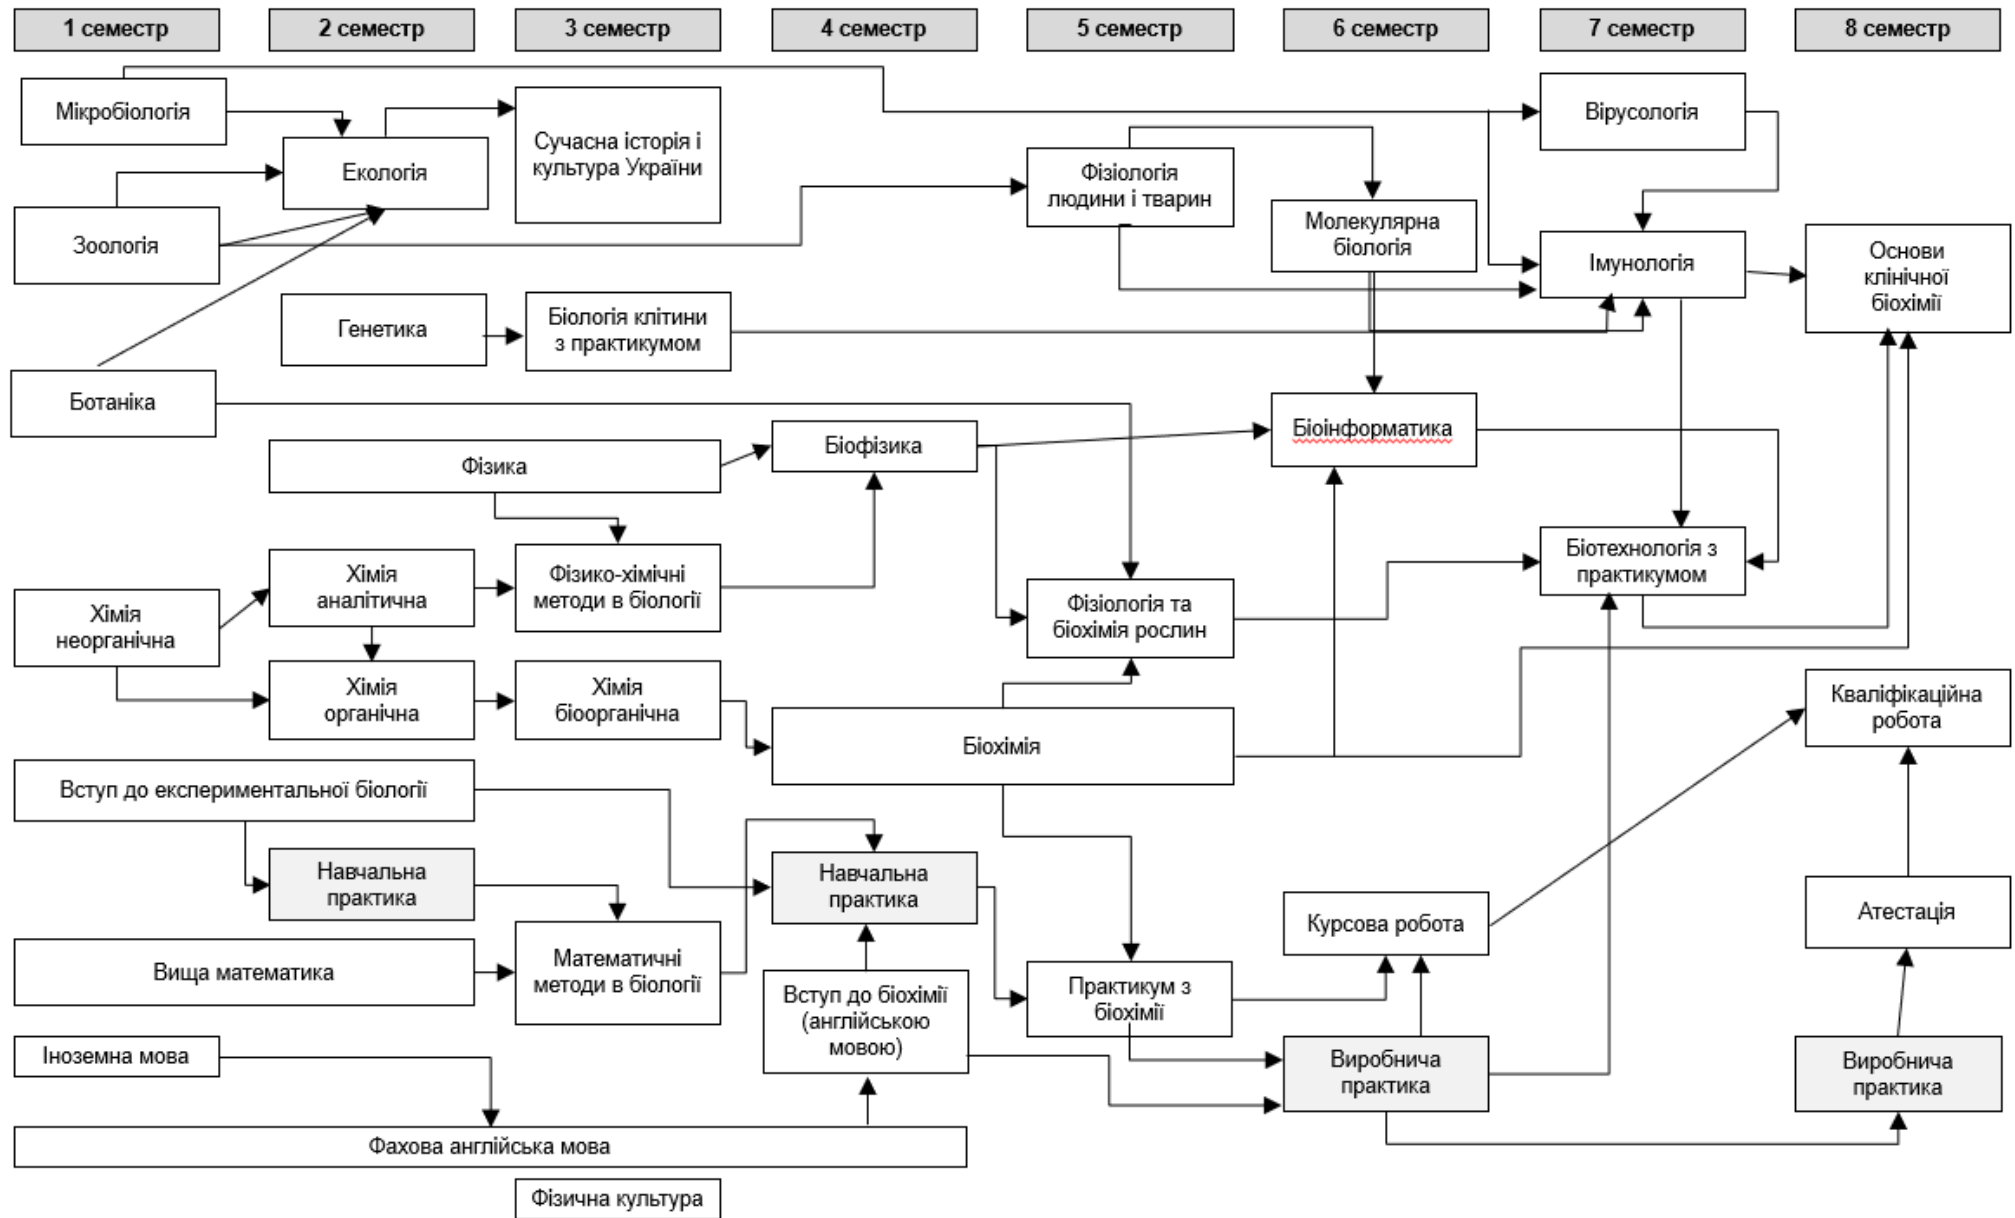 1 семестр
2 семестр
3 семестр
4 семестр
5 семестр
6 семестр
7 семестр
8 семестр
Мікробіологія
Екологія
Сучасна історія і
культура України
Зоологія
Фізіологія
людини і тварин
Молекулярна
біологія
Вірусологія
Імунологія
Основи
клінічної
біохімії
Генетика
Біологія клітини
з практикумом
Ботаніка
Фізика
Біофізика
Біоінформатика
Хімія
неорганічна
Хімія
аналітична
Фізико-хімічні
методи в біології
Фізіологія та
біохімія рослин
Біотехнологія з
практикумом
Хімія
органічна
Хімія
біоорганічна
Біохімія
Кваліфікаційна
робота
Вступ до експериментальної біології
Навчальна
практика
Навчальна
практика
Курсова робота
Атестація
Вища математика
Математичні
методи в біології
Вступ до біохімії
(англійською
мовою)
Практикум з
біохімії
Виробнича
практика
Виробнича
практика
Іноземна мова
Фахова англійська мова
Фізична культура